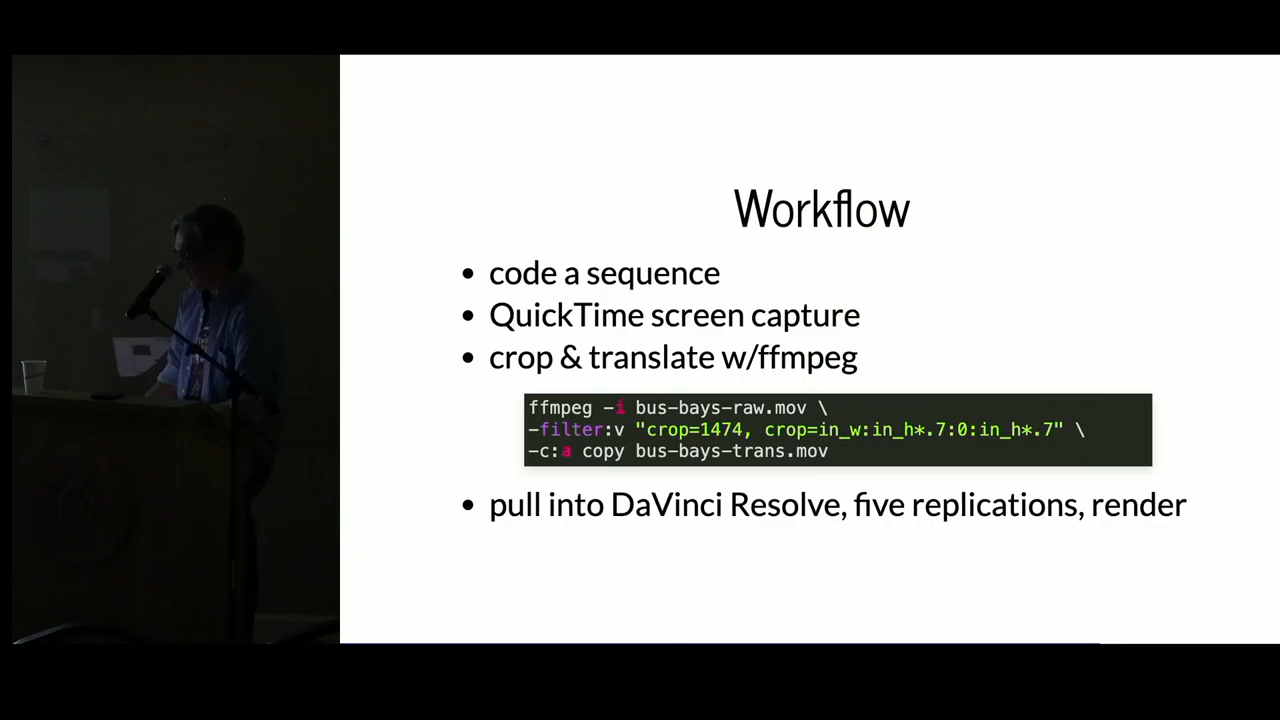 Workflow
• code a sequence
• QuickTime screen capture
• crop & translate w/ffmpeg
ffmpeg -i bus-bays-raw.mov \
-filter:v "crop=1474, crop=in_w:in_h*.7:0:in_h*.7" \
-c:a copy bus-bays-trans.mov
• pull into DaVinci Resolve, five replications, render